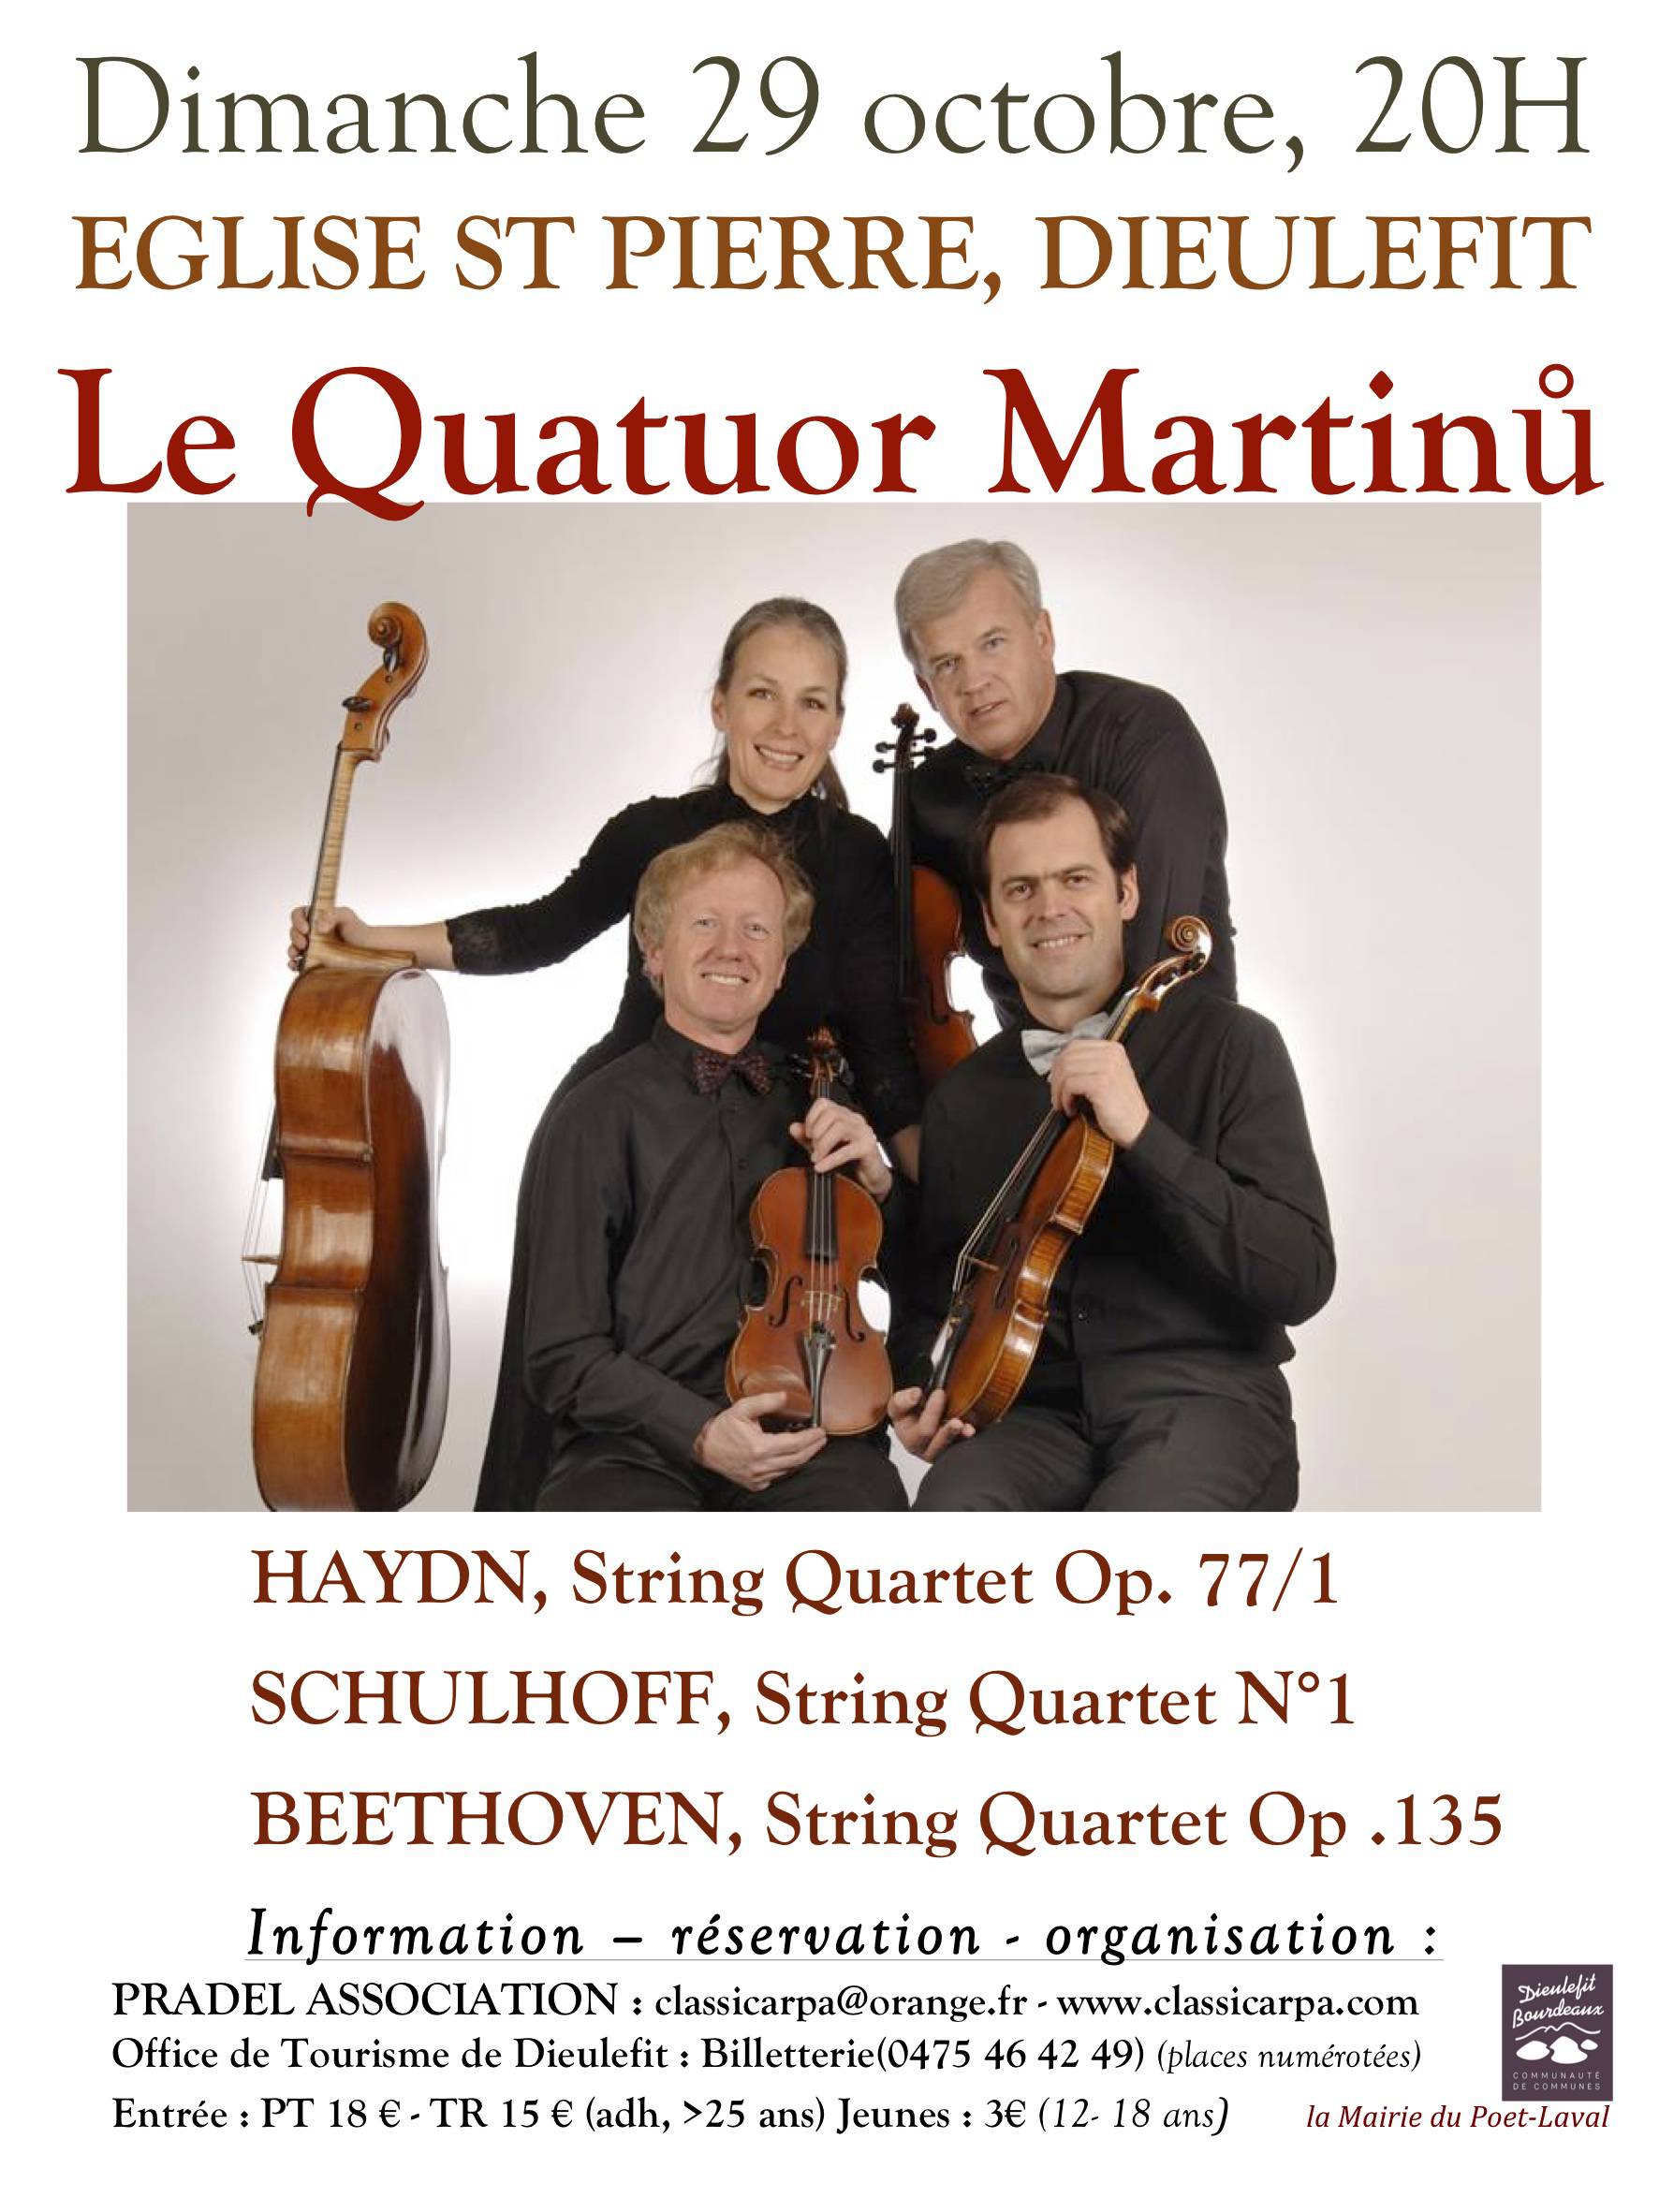 Dimanche 29 octobre, 20H
EGLISE ST PIERRE, DIEULEFIT
Le Quatuor Martinů
HAYDN, String Quartet Op. 77/1
SCHULHOFF, String Quartet N°1
BEETHOVEN, String Quartet Op .135
Information – réservation - organisation :
PRADEL ASSOCIATION : classicarpa@orange.fr - www.classicarpa.com
Office de Tourisme de Dieulefit : Billetterie(0475 46 42 49) (places numérotées)
Entrée : PT 18 € - TR 15 € (adh, >25 ans) Jeunes : 3€ (12- 18 ans)
Dieulefit
Bourdeaux
COMMUNAUTÉ
DE COMMUNES
la Mairie du Poet-Laval